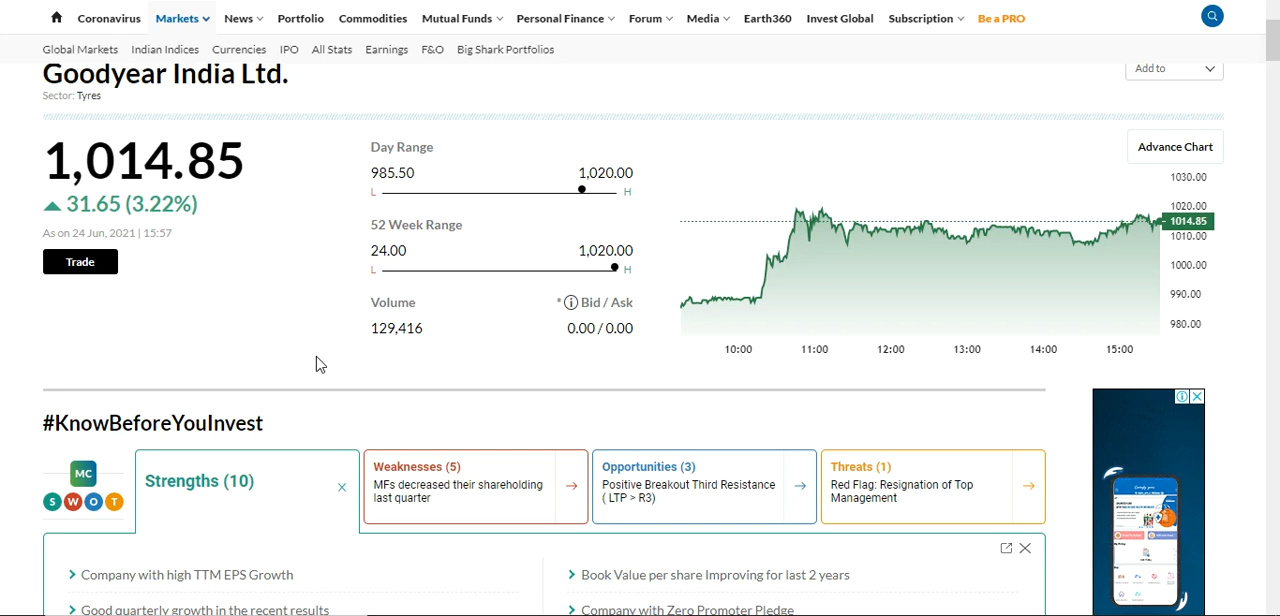 Coronavirus Markets News Portfolio Commodities Mutual Funds Personal Finance Forum Media Earth360 Invest Global Subscription Be a PRO
Global Markets Indian Indices Currencies IPO All Stats Earnings F&O Big Shark Portfolios
Goodyear India Ltd.
Add to
Sector: Tyres
1,014.85
31.65 (3.22%)
As on 24 Jun, 2021 | 15:57
Trade
Day Range
985.50 1,020.00
L H
52 Week Range
24.00 1,020.00
L H
Volume * i Bid / Ask
129,416 0.00 / 0.00
Advance Chart
1030.00
1020.00
1014.85
1010.00
1000.00
990.00
980.00
10:00 11:00 12:00 13:00 14:00 15:00
#KnowBeforeYouInvest
MC
S W O T
Strengths (10)
Weaknesses (5)
MFs decreased their shareholding
last quarter
Opportunities (3)
Positive Breakout Third Resistance
( LTP > R3)
Threats (1)
Red Flag: Resignation of Top
Management
Company with high TTM EPS Growth
Book Value per share Improving for last 2 years
Good quarterly growth in the recent results
Company with Zero Promoter Pledge